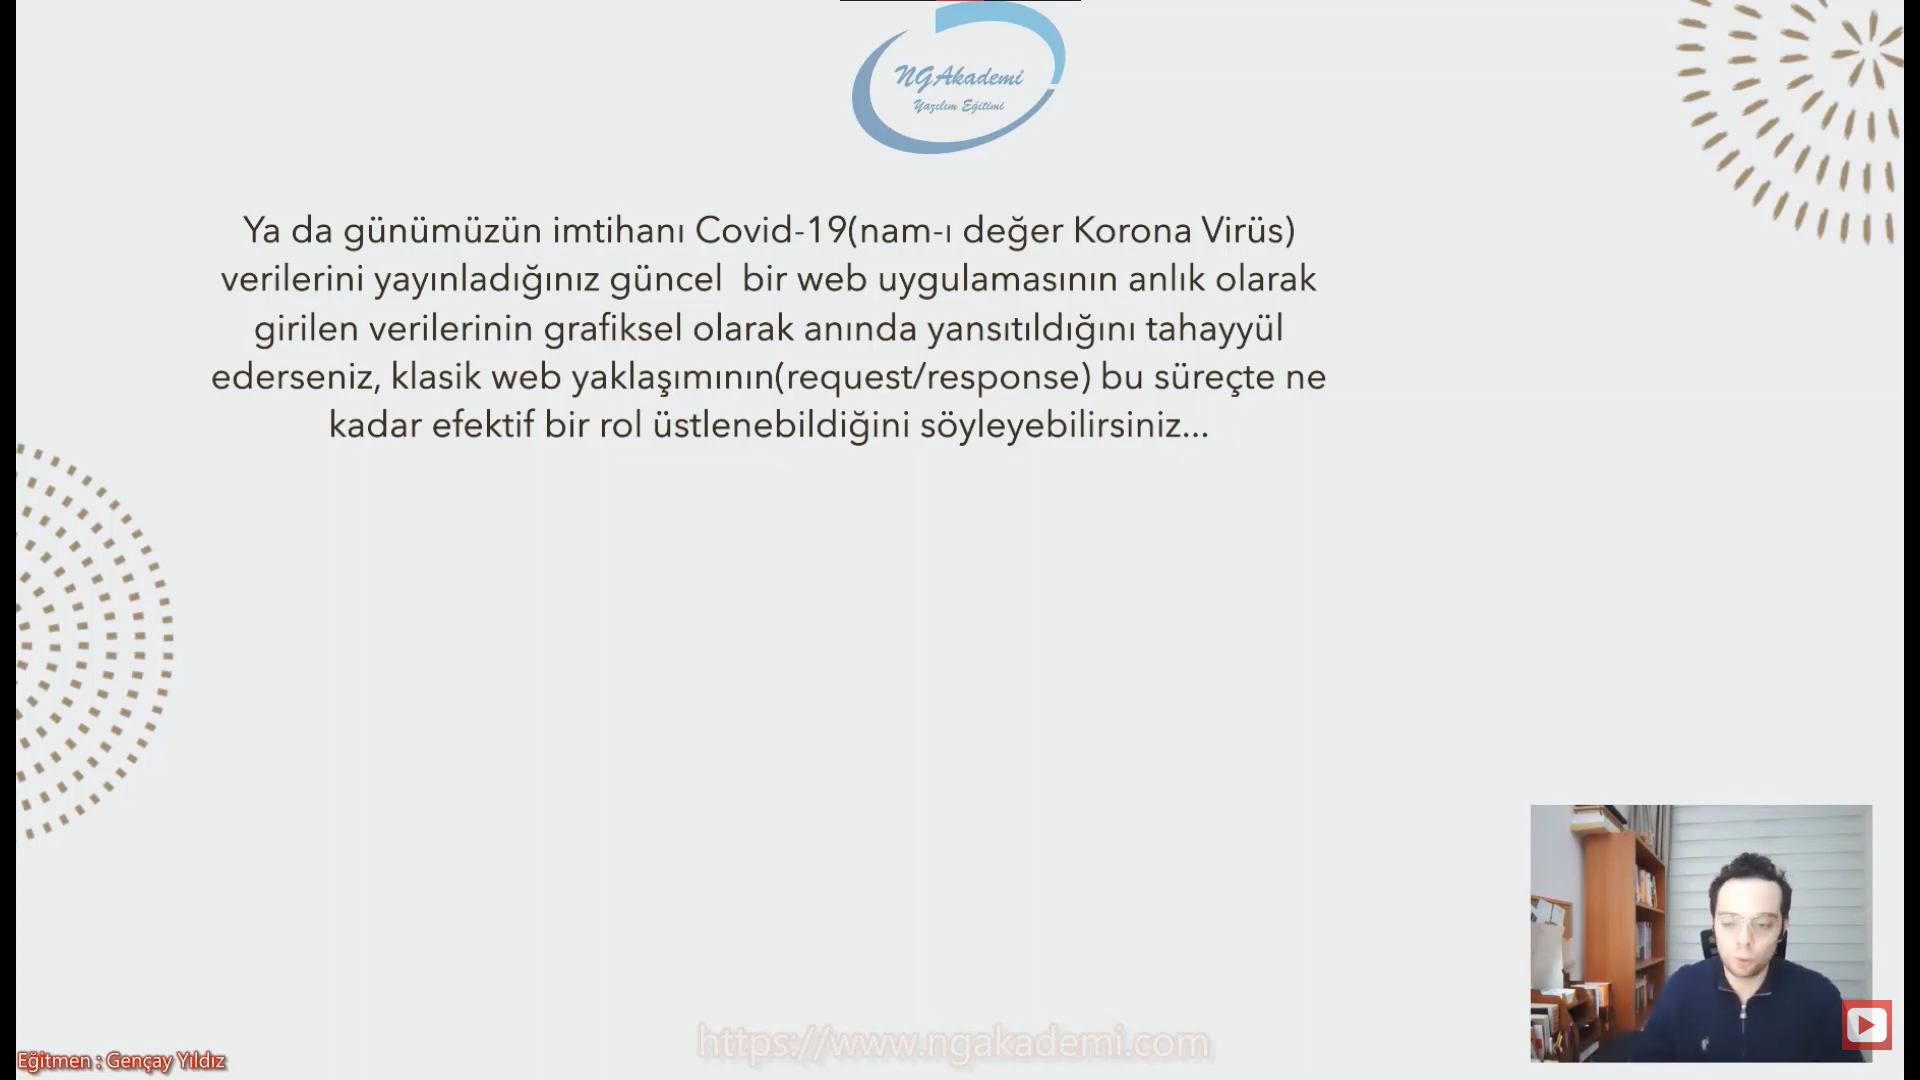 NGAkademi
Yazılım Eğitimi
Ya da günümüzün imtihanı Covid-19(nam-ı değer Korona Virüs)
verilerini yayınladığınız güncel  bir web uygulamasının anlık olarak
girilen verilerinin grafiksel olarak anında yansıtıldığını tahayyül
ederseniz, klasik web yaklaşımının(request/response) bu süreçte ne
kadar efektif bir rol üstlenebildiğini söyleyebilirsiniz...
https://www.ngakademi.com
Eğitmen : Gençay Yıldız